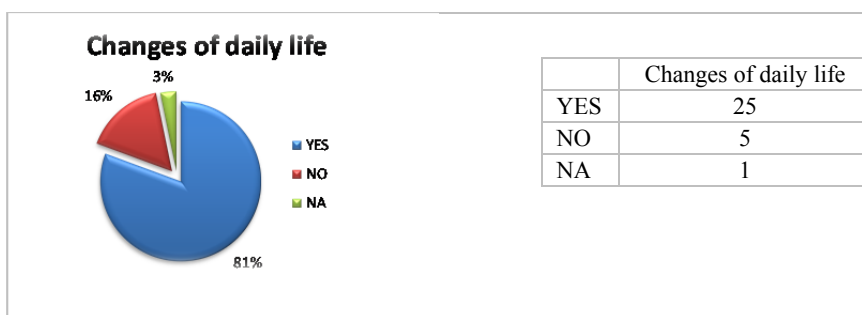 Changes of daily life
3%
16%
YES
NO
NA
81%
Changes of daily life
YES 25
NO 5
NA 1